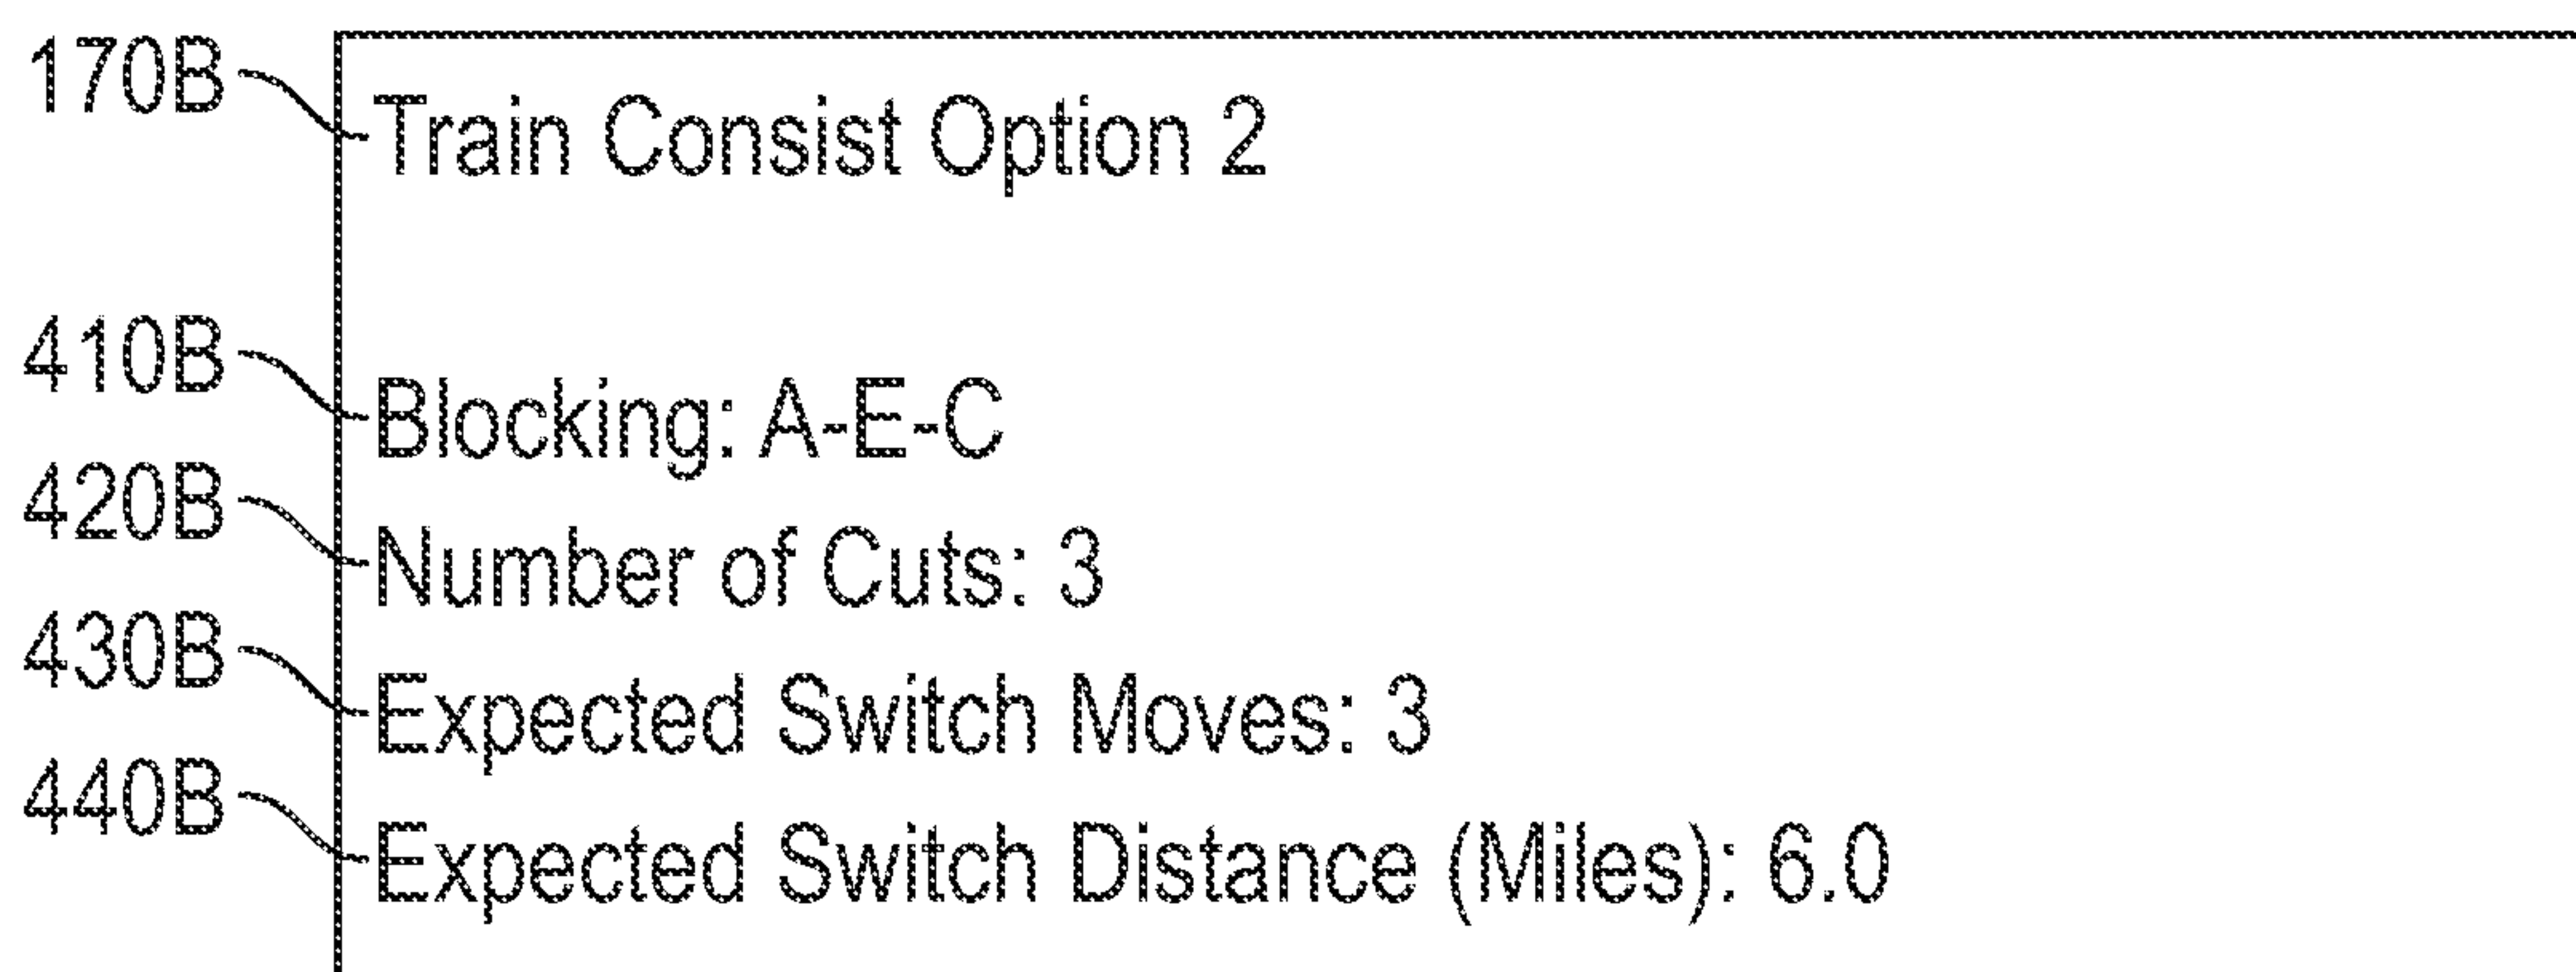 170B Train Consist Option 2
410B Blocking: A-E-C
420B Number of Cuts: 3
430B Expected Switch Moves: 3
440B Expected Switch Distance (Miles): 6.0